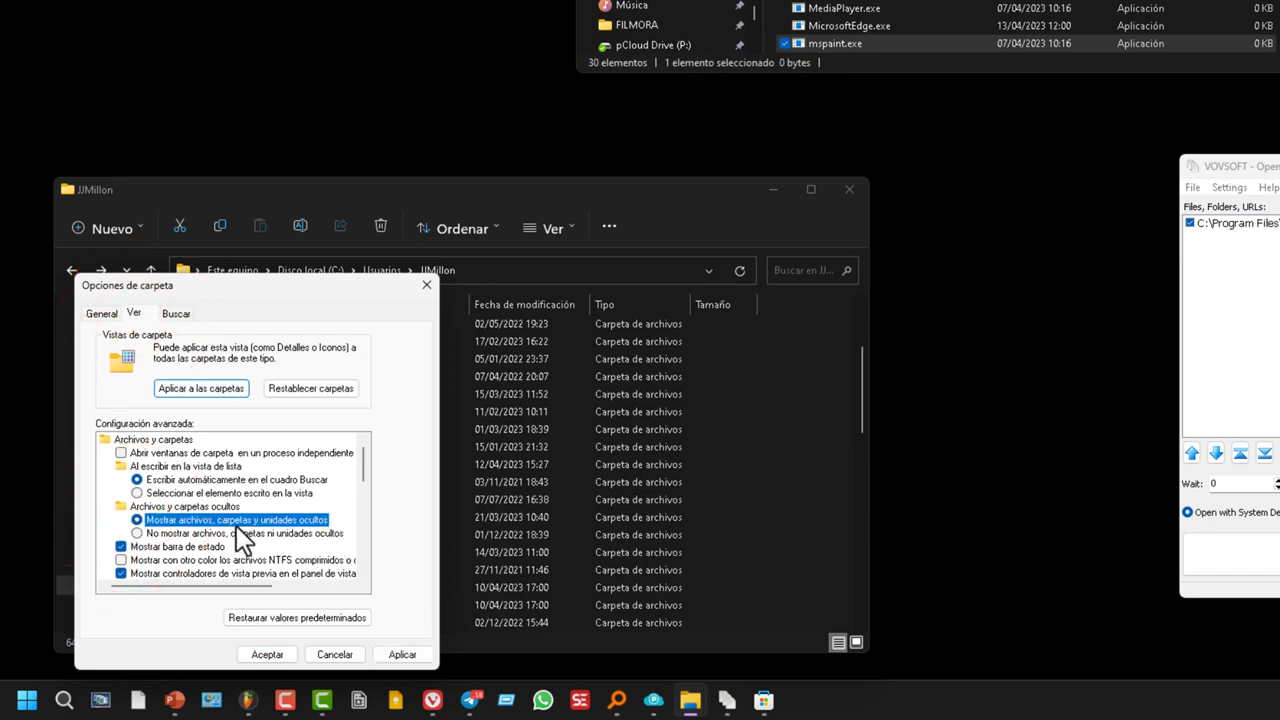 Música
MediaPlayer.exe 07/04/2023 10:16 Aplicación 0 KB
FILMORA
MicrosoftEdge.exe 13/04/2023 12:00 Aplicación 0 KB
pCloud Drive (P:)
mspaint.exe 07/04/2023 10:16 Aplicación 0 KB
30 elementos 1 elemento seleccionado 0 bytes
JJMillon
Nuevo Ordenar Ver
Este equipo Disco local (C:) Usuarios JJMillon
Buscar en JJ...
Fecha de modificación Tipo Tamaño
02/05/2022 19:23 Carpeta de archivos
17/02/2023 16:22 Carpeta de archivos
05/01/2022 23:37 Carpeta de archivos
07/04/2022 20:07 Carpeta de archivos
15/03/2023 11:52 Carpeta de archivos
11/02/2023 10:11 Carpeta de archivos
01/03/2023 18:39 Carpeta de archivos
15/01/2023 21:32 Carpeta de archivos
12/04/2023 15:27 Carpeta de archivos
03/11/2021 18:43 Carpeta de archivos
07/07/2022 16:38 Carpeta de archivos
21/03/2023 10:40 Carpeta de archivos
01/12/2022 18:39 Carpeta de archivos
14/03/2023 11:00 Carpeta de archivos
27/11/2021 11:46 Carpeta de archivos
10/04/2023 17:00 Carpeta de archivos
10/04/2023 17:00 Carpeta de archivos
02/12/2022 15:44 Carpeta de archivos
Opciones de carpeta
General Ver Buscar
Vistas de carpeta
Puede aplicar esta vista (como Detalles o Iconos) a
todas las carpetas de este tipo.
Aplicar a las carpetas Restablecer carpetas
Configuración avanzada:
Archivos y carpetas
Abrir ventanas de carpeta en un proceso independiente
Al escribir en la vista de lista
Escribir automáticamente en el cuadro Buscar
Seleccionar el elemento escrito en la vista
Archivos y carpetas ocultos
Mostrar archivos, carpetas y unidades ocultos
No mostrar archivos, carpetas ni unidades ocultos
Mostrar barra de estado
Mostrar con otro color los archivos NTFS comprimidos o
Mostrar controladores de vista previa en el panel de vista
Restaurar valores predeterminados
Aceptar Cancelar Aplicar
VOVSOFT - Open
File Settings Help
Files, Folders, URLs:
C:\Program Files\
Wait: 0
Open with System De
SE